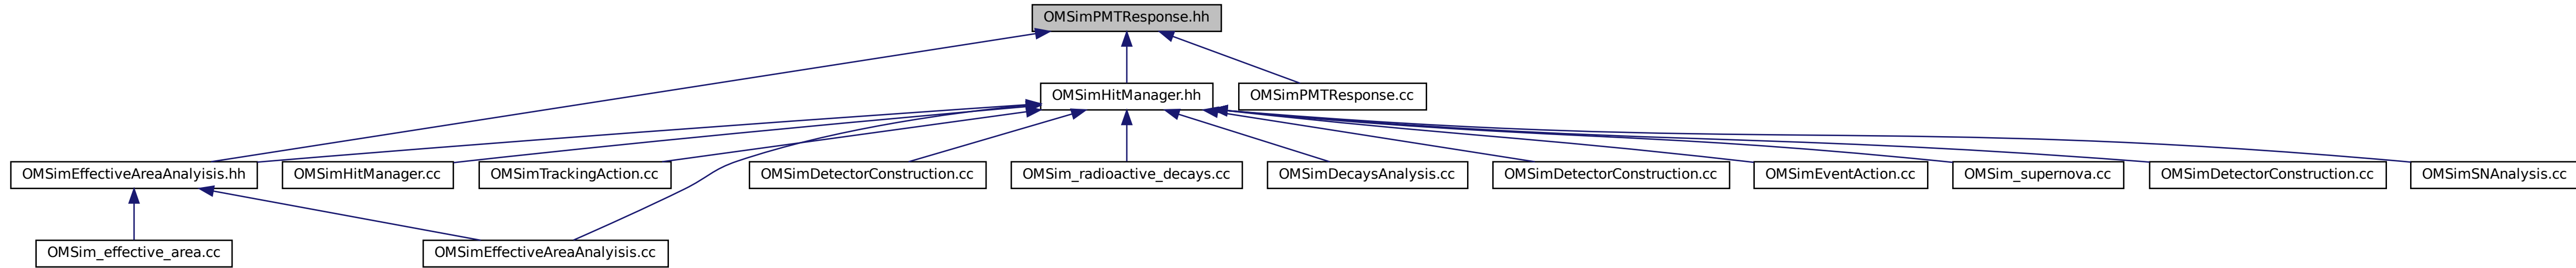 OMSimPMTResponse.hh
OMSimHitManager.hh
OMSimPMTResponse.cc
OMSimEffectiveAreaAnalyisis.hh
OMSimHitManager.cc
OMSimTrackingAction.cc
OMSimDetectorConstruction.cc
OMSim_radioactive_decays.cc
OMSimDecaysAnalysis.cc
OMSimDetectorConstruction.cc
OMSimEventAction.cc
OMSim_supernova.cc
OMSimDetectorConstruction.cc
OMSimSNAnalysis.cc
OMSim_effective_area.cc
OMSimEffectiveAreaAnalyisis.cc